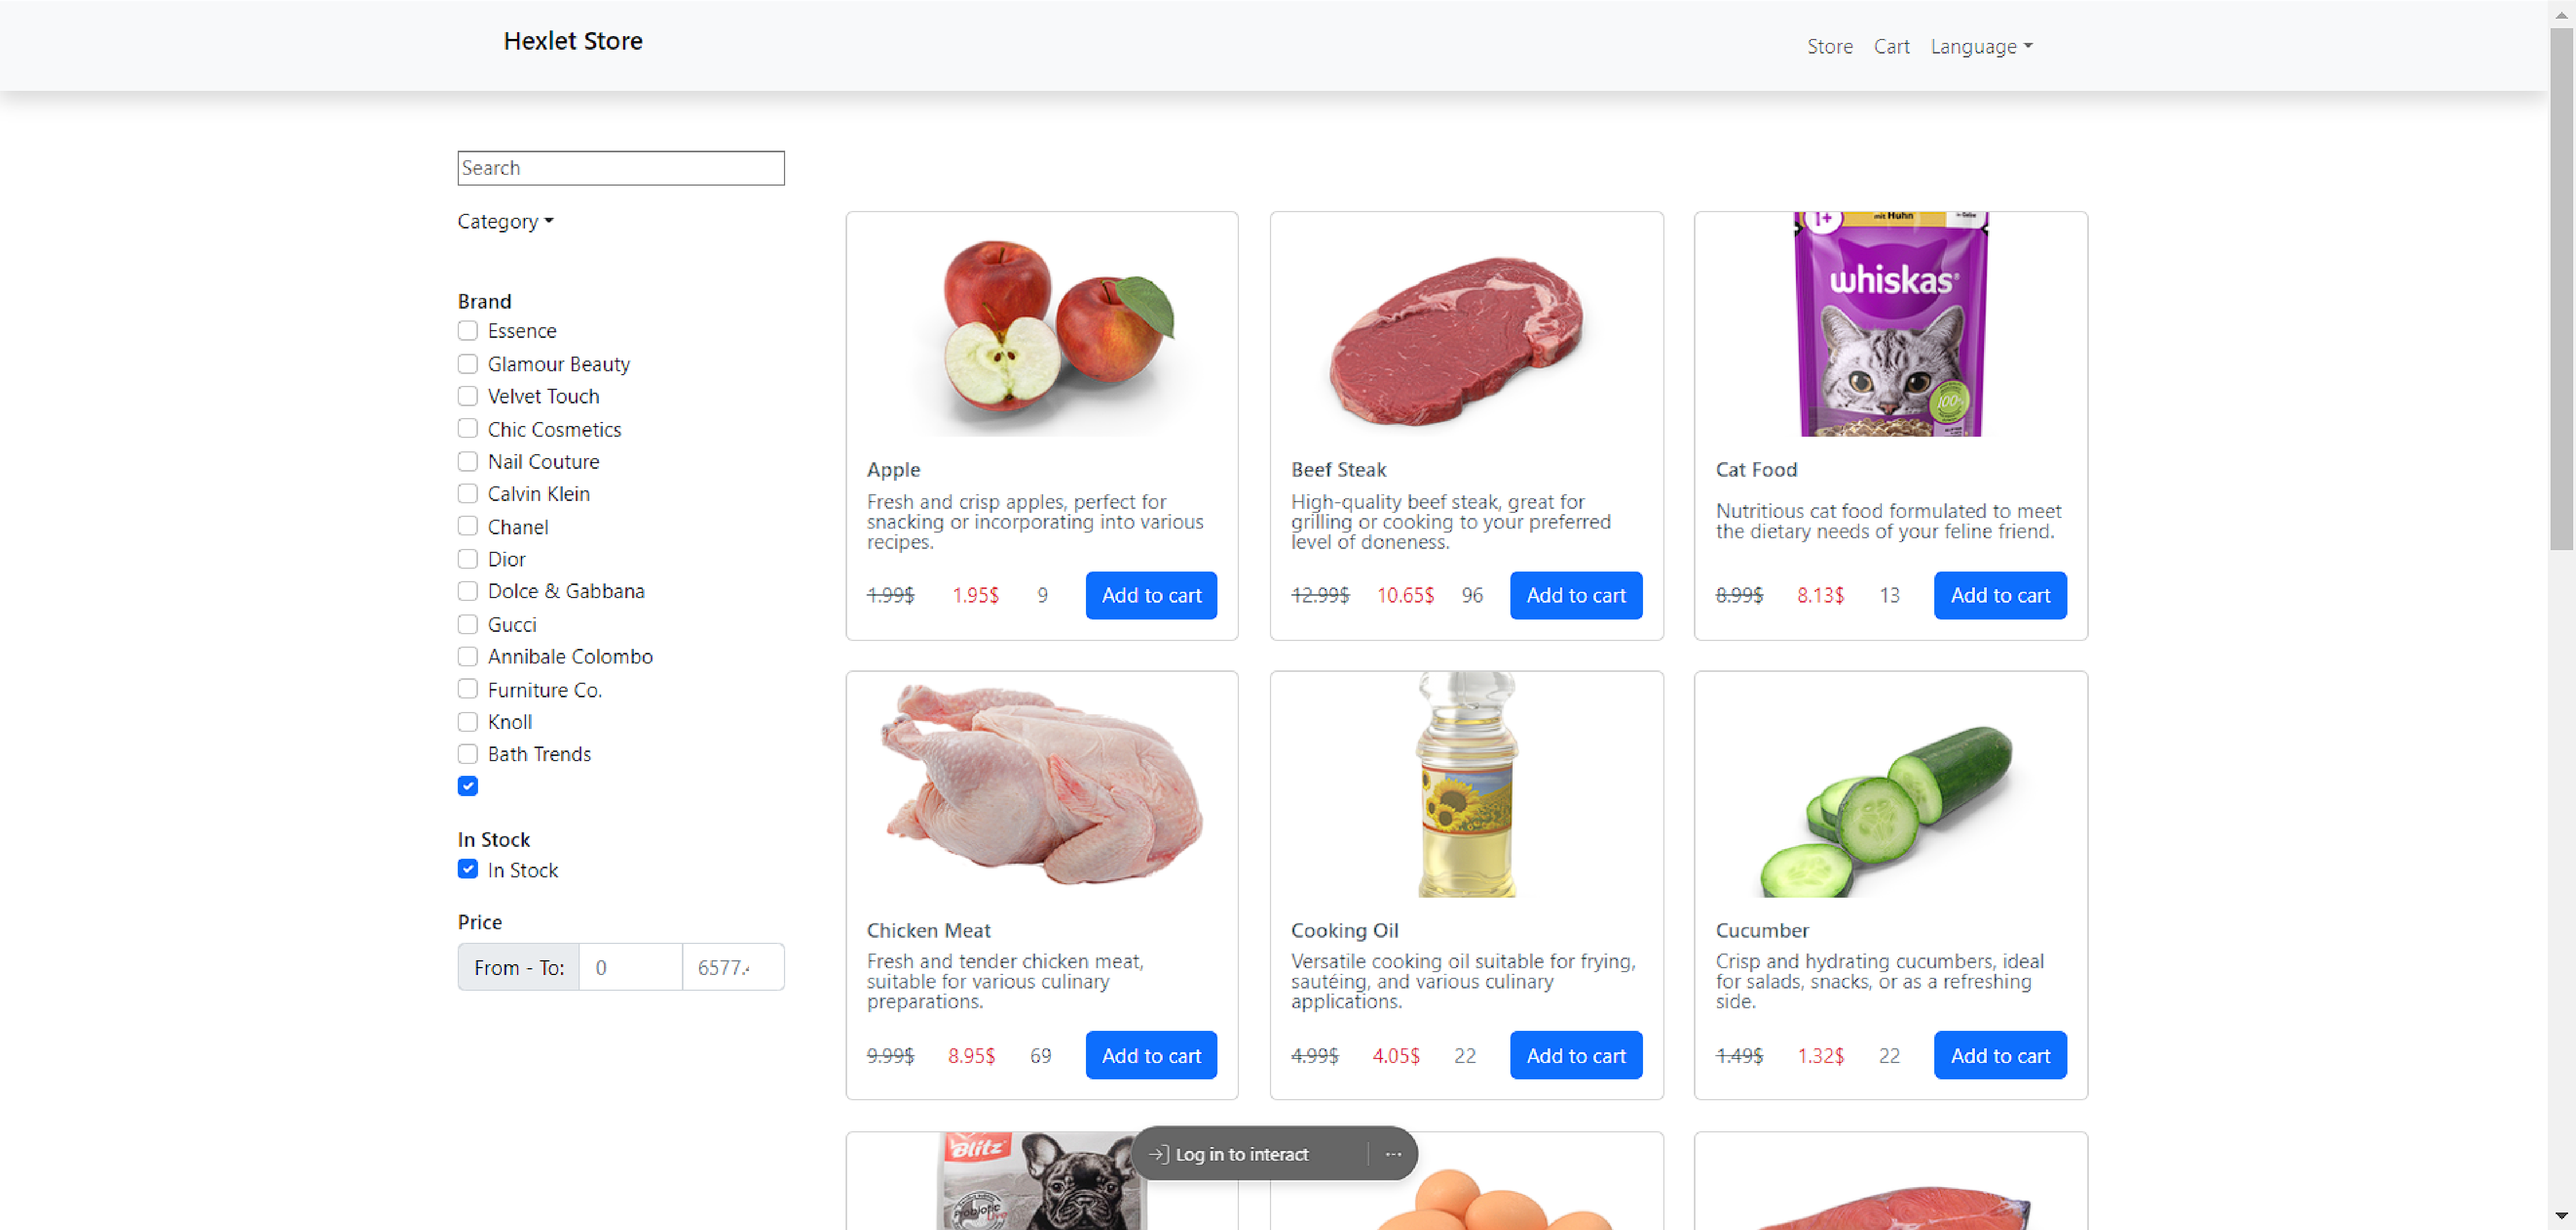 Hexlet Store
Store
Cart
Language
Search
Category
Brand
Essence
Glamour Beauty
Velvet Touch
Chic Cosmetics
Nail Couture
Calvin Klein
Chanel
Dior
Dolce & Gabbana
Gucci
Annibale Colombo
Furniture Co.
Knoll
Bath Trends
In Stock
In Stock
Price
From - To:
0
6577.
Apple
Fresh and crisp apples, perfect for
snacking or incorporating into various
recipes.
1.99$ 1.95$ 9 Add to cart
Beef Steak
High-quality beef steak, great for
grilling or cooking to your preferred
level of doneness.
12.99$ 10.65$ 96 Add to cart
1+
mit Huhn
in Gelee
whiskas
100%
Cat Food
Nutritious cat food formulated to meet
the dietary needs of your feline friend.
8.99$ 8.13$ 13 Add to cart
Chicken Meat
Fresh and tender chicken meat,
suitable for various culinary
preparations.
9.99$ 8.95$ 69 Add to cart
Cooking Oil
Versatile cooking oil suitable for frying,
sautéing, and various culinary
applications.
4.99$ 4.05$ 22 Add to cart
Cucumber
Crisp and hydrating cucumbers, ideal
for salads, snacks, or as a refreshing
side.
1.49$ 1.32$ 22 Add to cart
Blitz
Probiotic
Live
Log in to interact